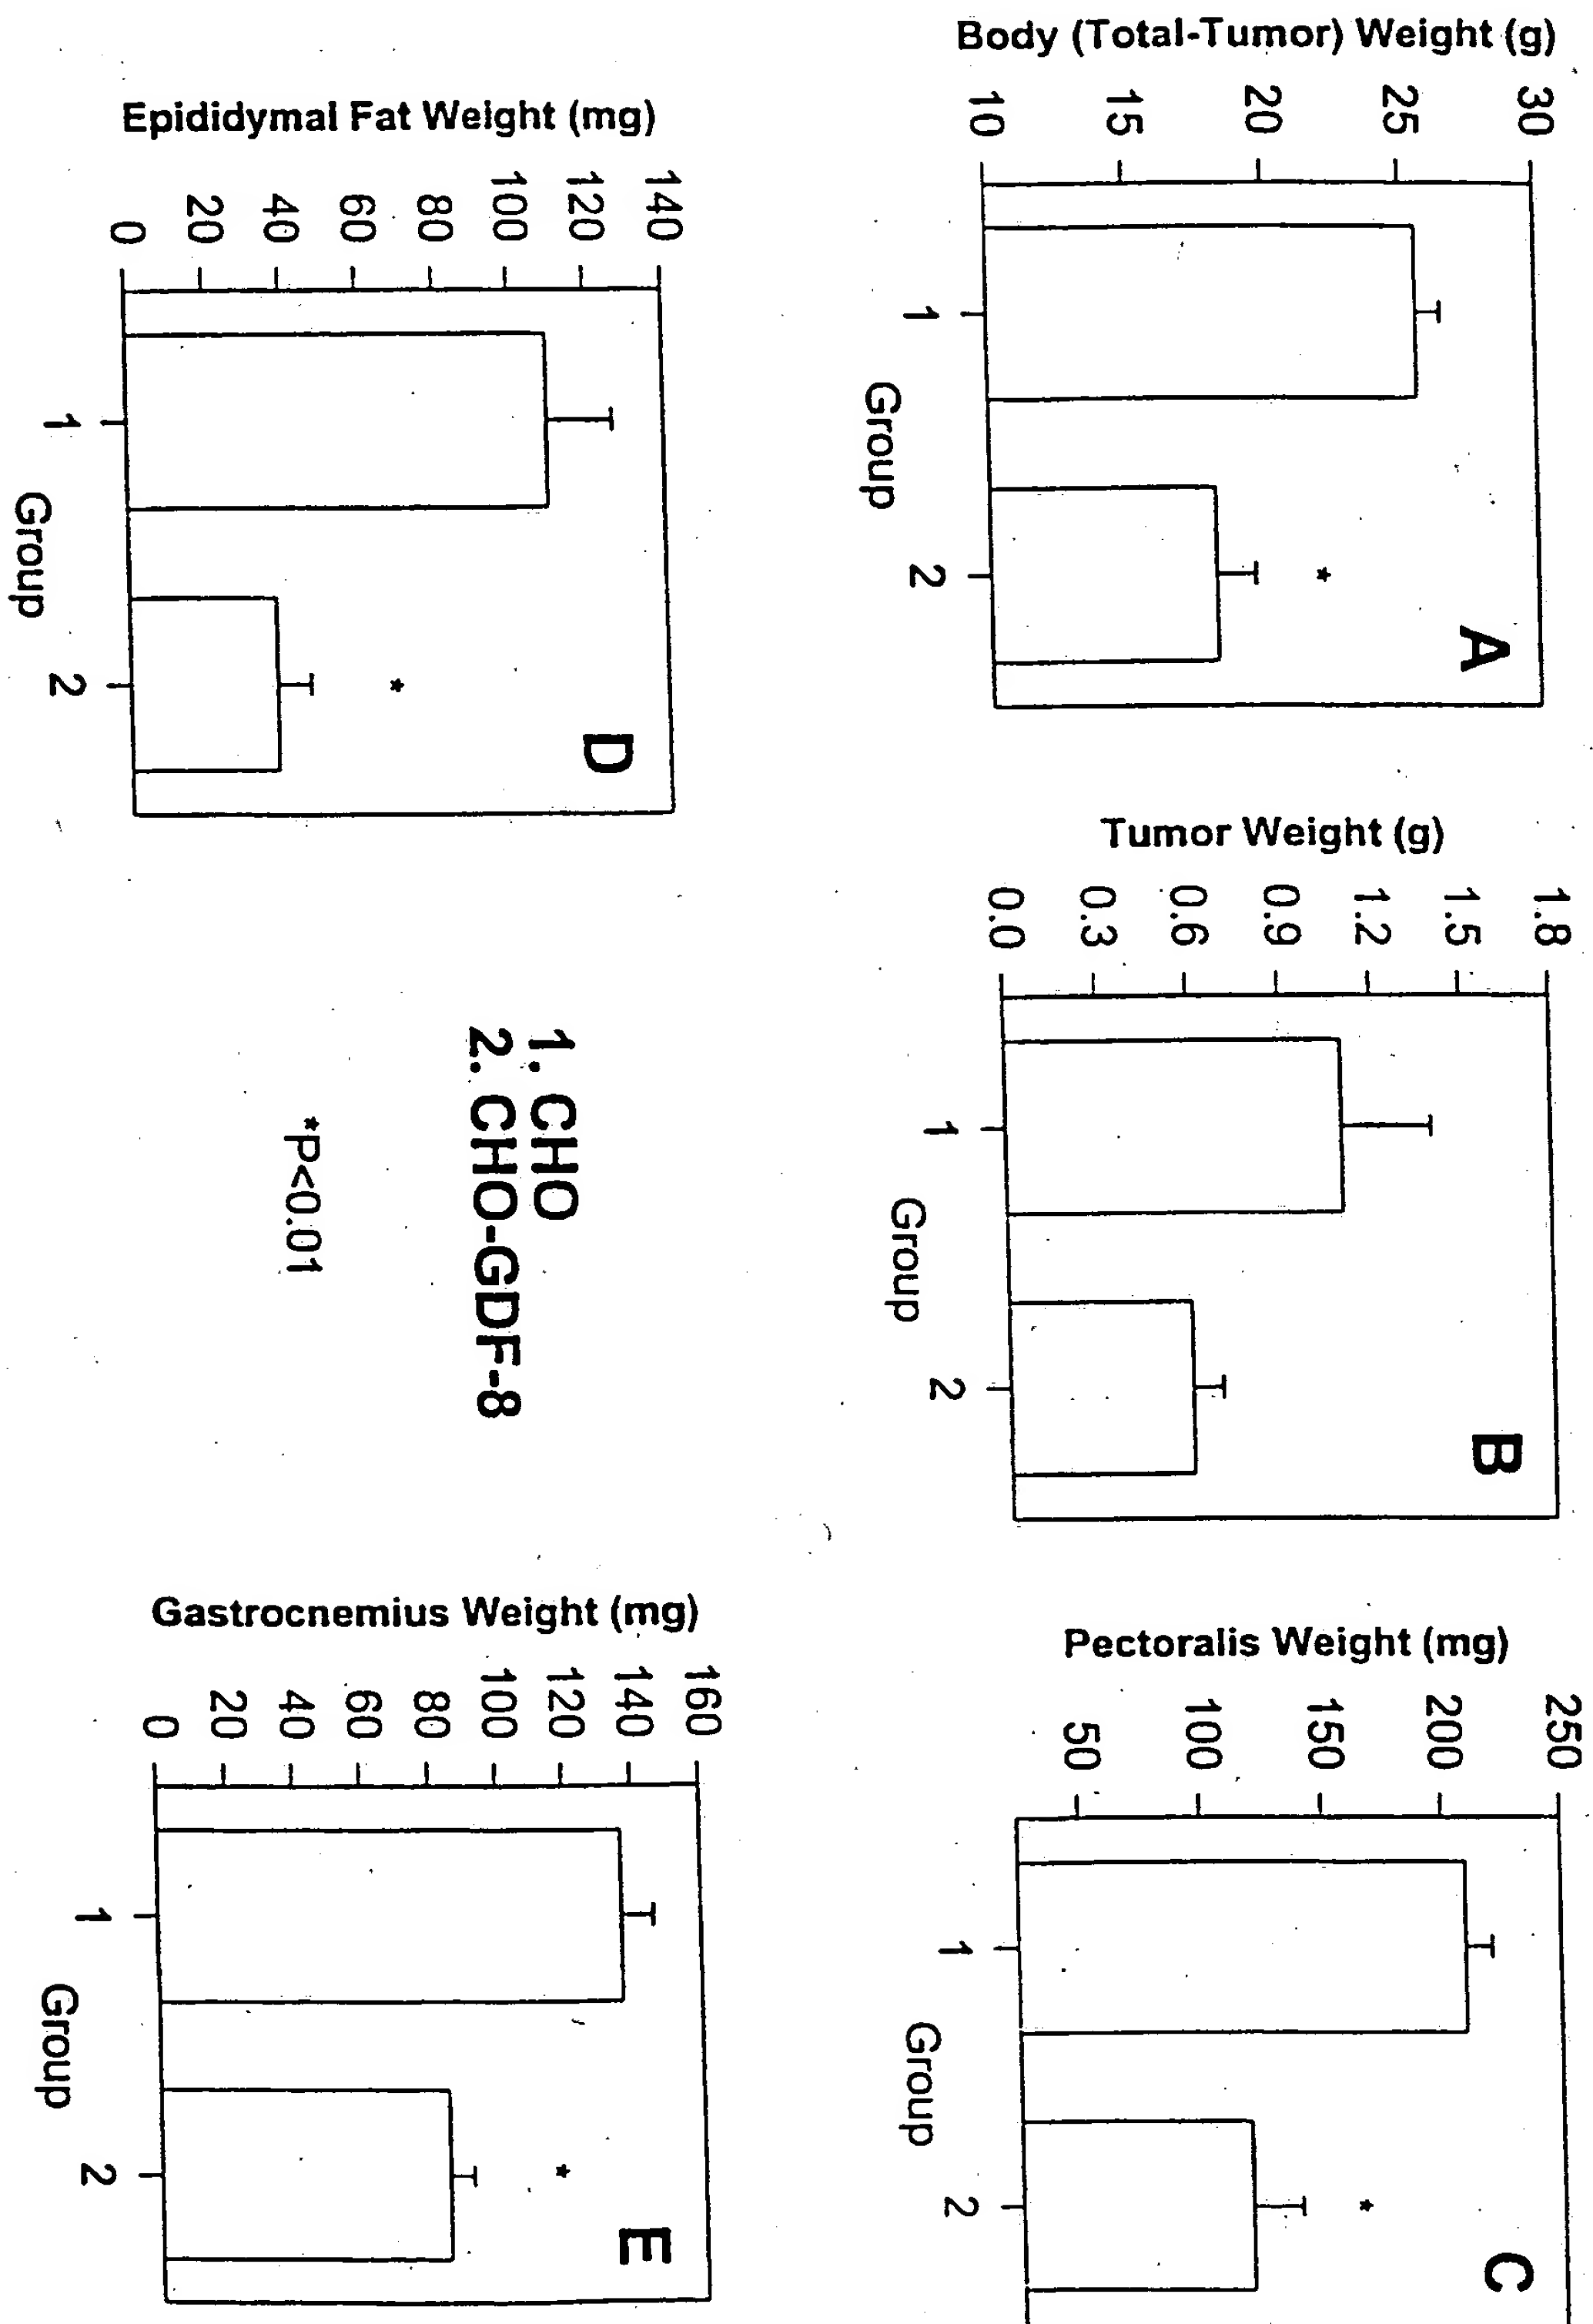 Body (Total-Tumor) Weight (g)
30
25
20
15
10
1
2
Group
*
A
Tumor Weight (g)
1.8
1.5
1.2
0.9
0.6
0.3
0.0
1
2
Group
B
Pectoralis Weight (mg)
250
200
150
100
50
1
2
Group
*
C
Epididymal Fat Weight (mg)
140
120
100
80
60
40
20
0
1
2
Group
*
D
1. CHO
2. CHO-GDF-8
*P<0.01
Gastrocnemius Weight (mg)
160
140
120
100
80
60
40
20
0
1
2
Group
*
E